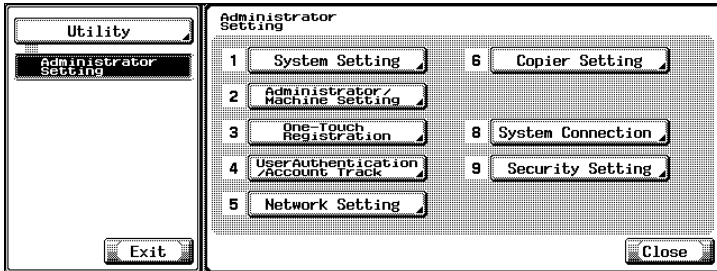 Utility
Administrator
Setting
Exit
Administrator
Setting
1 System Setting
2 Administrator/
Machine Setting
3 One-Touch
Registration
4 UserAuthentication
/Account Track
5 Network Setting
6 Copier Setting
8 System Connection
9 Security Setting
Close